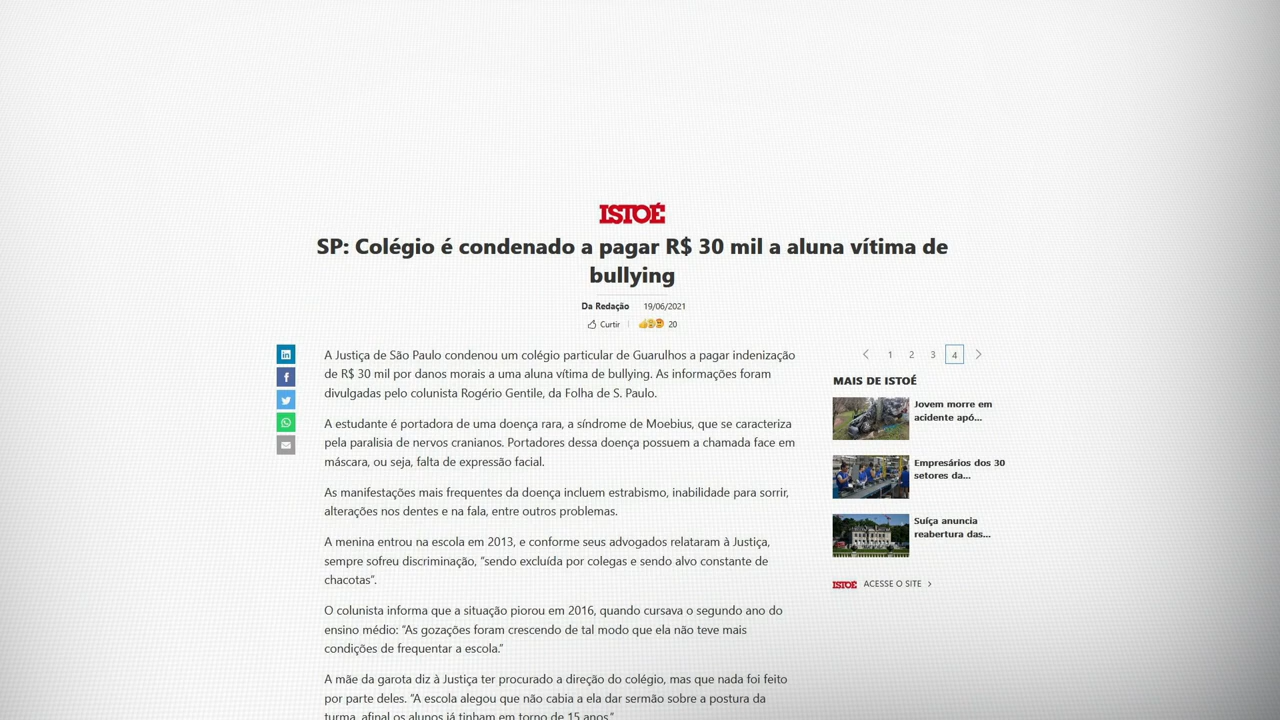 ISTOÉ
SP: Colégio é condenado a pagar R$ 30 mil a aluna vítima de
bullying
Da Redação 19/06/2021
Curtir 20
A Justiça de São Paulo condenou um colégio particular de Guarulhos a pagar indenização
de R$ 30 mil por danos morais a uma aluna vítima de bullying. As informações foram
divulgadas pelo colunista Rogério Gentile, da Folha de S. Paulo.
A estudante é portadora de uma doença rara, a síndrome de Moebius, que se caracteriza
pela paralisia de nervos cranianos. Portadores dessa doença possuem a chamada face em
máscara, ou seja, falta de expressão facial.
As manifestações mais frequentes da doença incluem estrabismo, inabilidade para sorrir,
alterações nos dentes e na fala, entre outros problemas.
A menina entrou na escola em 2013, e conforme seus advogados relataram à Justiça,
sempre sofreu discriminação, “sendo excluída por colegas e sendo alvo constante de
chacotas”.
O colunista informa que a situação piorou em 2016, quando cursava o segundo ano do
ensino médio: “As gozações foram crescendo de tal modo que ela não teve mais
condições de frequentar a escola.”
A mãe da garota diz à Justiça ter procurado a direção do colégio, mas que nada foi feito
por parte deles. “A escola alegou que não cabia a ela dar sermão sobre a postura da
turma, afinal os alunos já tinham em torno de 15 anos”
1 2 3 4
MAIS DE ISTOÉ
Jovem morre em
acidente apó...
Empresários dos 30
setores da...
Suíça anuncia
reabertura das...
ISTOÉ ACESSE O SITE